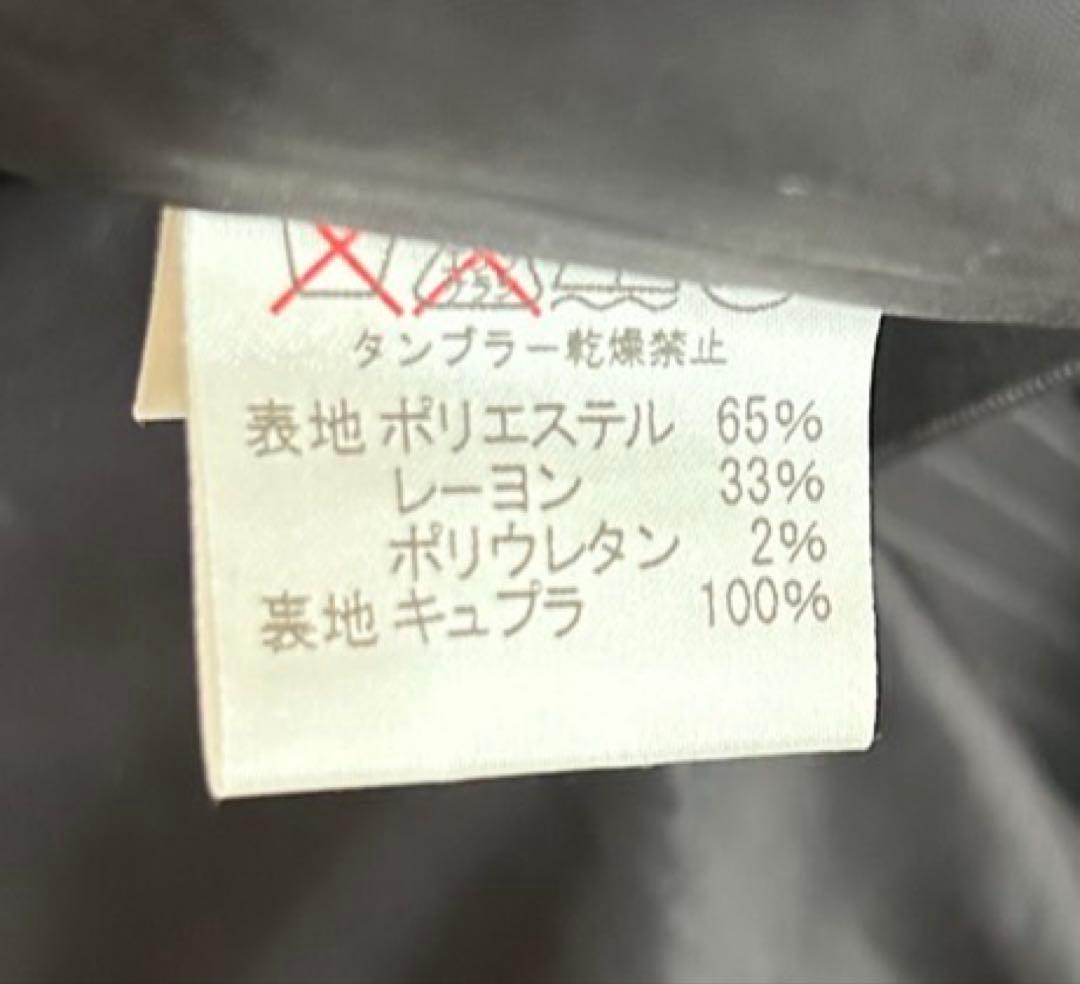 タンブラー乾燥禁止
表地 ポリエステル 65%
レーヨン 33%
ポリウレタン 2%
裏地 キュプラ 100%